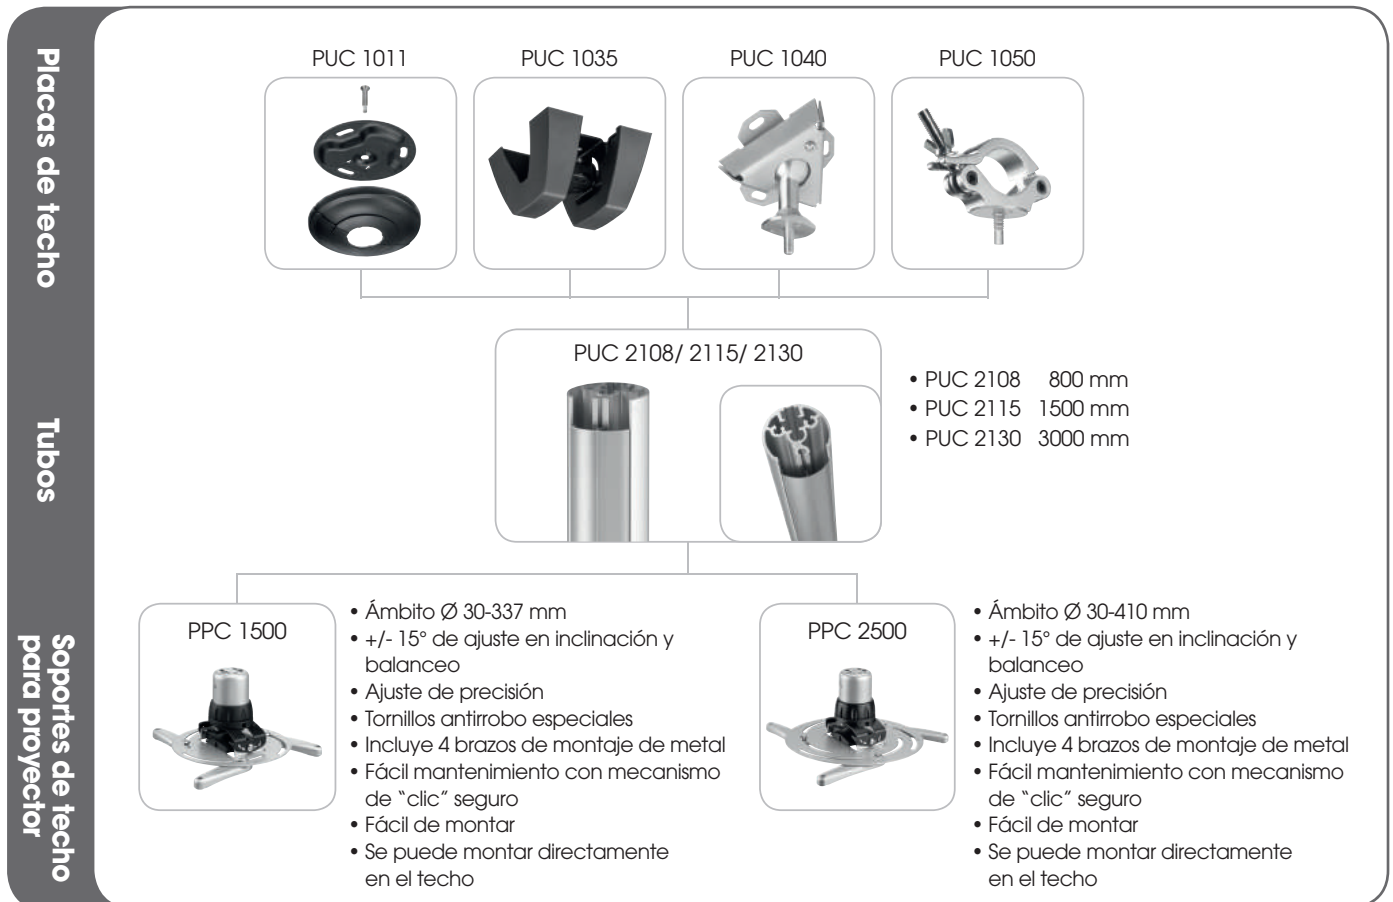 Placas de techo
PUC 1011
PUC 1035
PUC 1040
PUC 1050
Tubos
PUC 2108/ 2115/ 2130
• PUC 2108 800 mm
• PUC 2115 1500 mm
• PUC 2130 3000 mm
Soportes de techo
para proyector
PPC 1500
• Ámbito Ø 30-337 mm
• +/- 15° de ajuste en inclinación y
balanceo
• Ajuste de precisión
• Tornillos antirrobo especiales
• Incluye 4 brazos de montaje de metal
• Fácil mantenimiento con mecanismo
de “clic” seguro
• Fácil de montar
• Se puede montar directamente
en el techo
PPC 2500
• Ámbito Ø 30-410 mm
• +/- 15° de ajuste en inclinación y
balanceo
• Ajuste de precisión
• Tornillos antirrobo especiales
• Incluye 4 brazos de montaje de metal
• Fácil mantenimiento con mecanismo
de “clic” seguro
• Fácil de montar
• Se puede montar directamente
en el techo